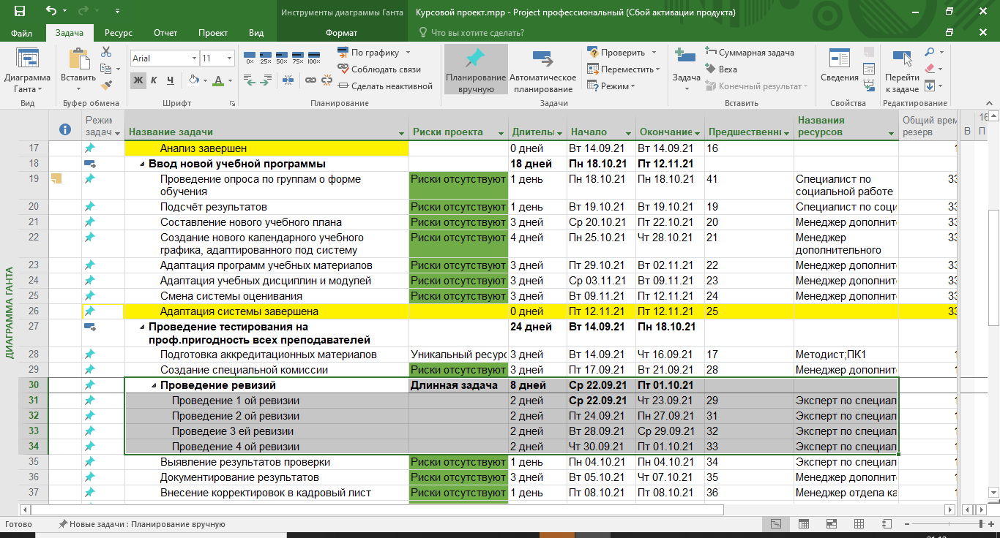 Инструменты диаграммы Ганта
Курсовой проект.mpp - Project профессиональный (Сбой активации продукта)
Файл Задача Ресурс Отчет Проект Вид Формат Что вы хотите сделать?
Диаграмма Ганта
Вид
Вставить
Буфер обмена
Arial 11
Ж К Ч
Шрифт
0% 25% 50% 75% 100%
По графику
Соблюдать связи
Сделать неактивной
Планирование
Планирование вручную
Автоматическое планирование
Проверить
Переместить
Режим
Задачи
Задача
Суммарная задача
Веха
Конечный результат
Вставить
Сведения
Свойства
Перейти к задаче
Редактирование
Название задачи Риски проекта Начало Окончание Названия ресурсов Общий резерв В П
17 Анализ завершен 0 дней Вт 14.09.21 Вт 14.09.21 16
18 Ввод новой учебной программы 18 дней Пн 18.10.21 Пт 12.11.21
19 Проведение опроса по группам о форме обучения Риски отсутствуют 1 день Пн 18.10.21 Пн 18.10.21 41 Специалист по социальной работе 33
20 Подсчёт результатов Риски отсутствуют 1 день Вт 19.10.21 Вт 19.10.21 19 Специалист по соци 33
21 Составление нового учебного плана Риски отсутствуют 3 дней Ср 20.10.21 Пт 22.10.21 20 Менеджер дополнит 33
22 Создание нового календарного учебного графика, адаптированного под систему Риски отсутствуют 4 дней Пн 25.10.21 Чт 28.10.21 21 Менеджер дополнительного 33
23 Адаптация программ учебных материалов Риски отсутствуют 3 дней Пт 29.10.21 Вт 02.11.21 22 Менеджер дополнит 33
24 Адаптация учебных дисциплин и модулей Риски отсутствуют 3 дней Ср 03.11.21 Вт 09.11.21 23 Менеджер дополнит 33
25 Смена системы оценивания Риски отсутствуют 3 дней Вт 09.11.21 Пт 12.11.21 24 Менеджер дополнит 33
26 Адаптация системы завершена 0 дней Пт 12.11.21 Пт 12.11.21 25 33
27 Проведение тестирования на проф.пригодность всех преподавателей 24 дней Вт 14.09.21 Пн 18.10.21
28 Подготовка аккредитационных материалов Уникальный ресурс 3 дней Вт 14.09.21 Чт 16.09.21 17 Методист;ПК1
29 Создание специальной комиссии Риски отсутствуют 3 дней Пт 17.09.21 Вт 21.09.21 28 Менеджер дополнит
30 Проведение ревизий Длинная задача 8 дней Ср 22.09.21 Пт 01.10.21
31 Проведение 1 ой ревизии 2 дней Ср 22.09.21 Чт 23.09.21 29 Эксперт по специал
32 Проведение 2 ой ревизии 2 дней Пт 24.09.21 Пн 27.09.21 31 Эксперт по специал
33 Проведие 3 ей ревизии 2 дней Вт 28.09.21 Ср 29.09.21 32 Эксперт по специал
34 Проведение 4 ой ревизии 2 дней Чт 30.09.21 Пт 01.10.21 33 Эксперт по специал
35 Выявление результатов проверки Риски отсутствуют 1 день Пн 04.10.21 Пн 04.10.21 34 Эксперт по специал
36 Документирование результатов Риски отсутствуют 3 дней Вт 05.10.21 Чт 07.10.21 35 Менеджер дополнит
37 Внесение корректировок в кадровый лист Риски отсутствуют 1 день Пт 08.10.21 Пт 08.10.21 36 Менеджер отдела ка
ДИАГРАММА ГАНТА
Готово Новые задачи : Планирование вручную